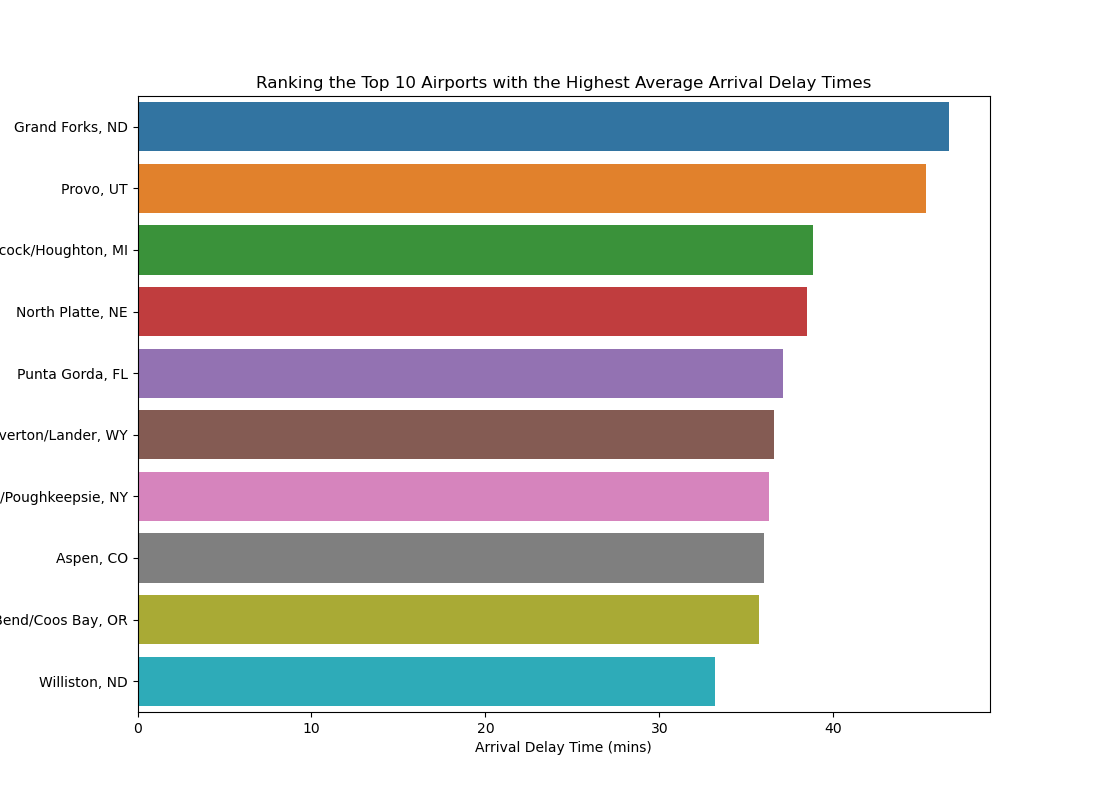 Ranking the Top 10 Airports with the Highest Average Arrival Delay Times
Grand Forks, ND
Provo, UT
cock/Houghton, MI
North Platte, NE
Punta Gorda, FL
verton/Lander, WY
/Poughkeepsie, NY
Aspen, CO
Bend/Coos Bay, OR
Williston, ND
0 10 20 30 40
Arrival Delay Time (mins)